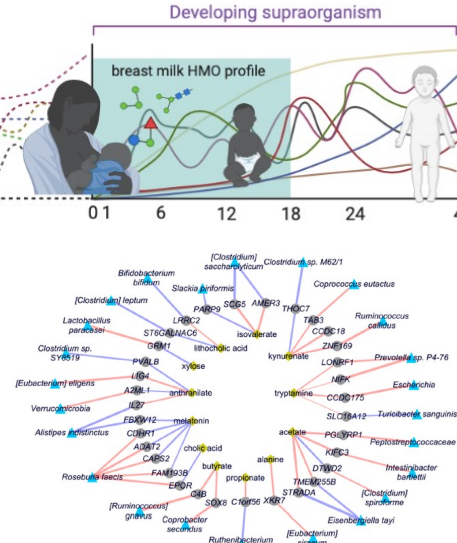 Developing supraorganism
breast milk HMO profile
0 1 6 12 18 24 4
[Clostridium]
saccharolyticum
Clostridium sp. M62/1
Bifidobacterium
bifidum
Slackia piriformis
Coprococcus eutactus
[Clostridium] leptum
PARP9
SCG5
AMER3
THOC7
Lactobacillus
paracasei
LRRC2
TAB3
Ruminococcus
callidus
ST6GALNAC6
isovalerate
CCDC18
Clostridium sp.
SY8519
GRM1
lithocholic acid
kynurenate
ZNF169
PVALB
xylose
LONRF1
Prevotella sp. P4-76
[Eubacterium] eligens
LIG4
NIFK
Escherichia
A2ML1
anthranilate
tryptamine
CCDC175
Verrucomicrobia
IL27
SLC16A12
Turicibacter sanguinis
Alistipes indistinctus
FBXW12
melatonin
acetate
PGLYRP1
Peptostreptococcaceae
CDHR1
ADAT2
cholic acid
KIFC3
CAPS2
alanine
DTWD2
Intestinibacter
bartlettii
Roseburia faecis
FAM193B
butyrate
TMEM255B
EPOR
propionate
STRADA
[Clostridium]
spiroforme
C4B
[Ruminococcus]
gnavus
SOX8
C1orf56
XKR7
Eisenbergiella tayi
Coprobacter
secundus
Ruthenibacterium
[Eubacterium]